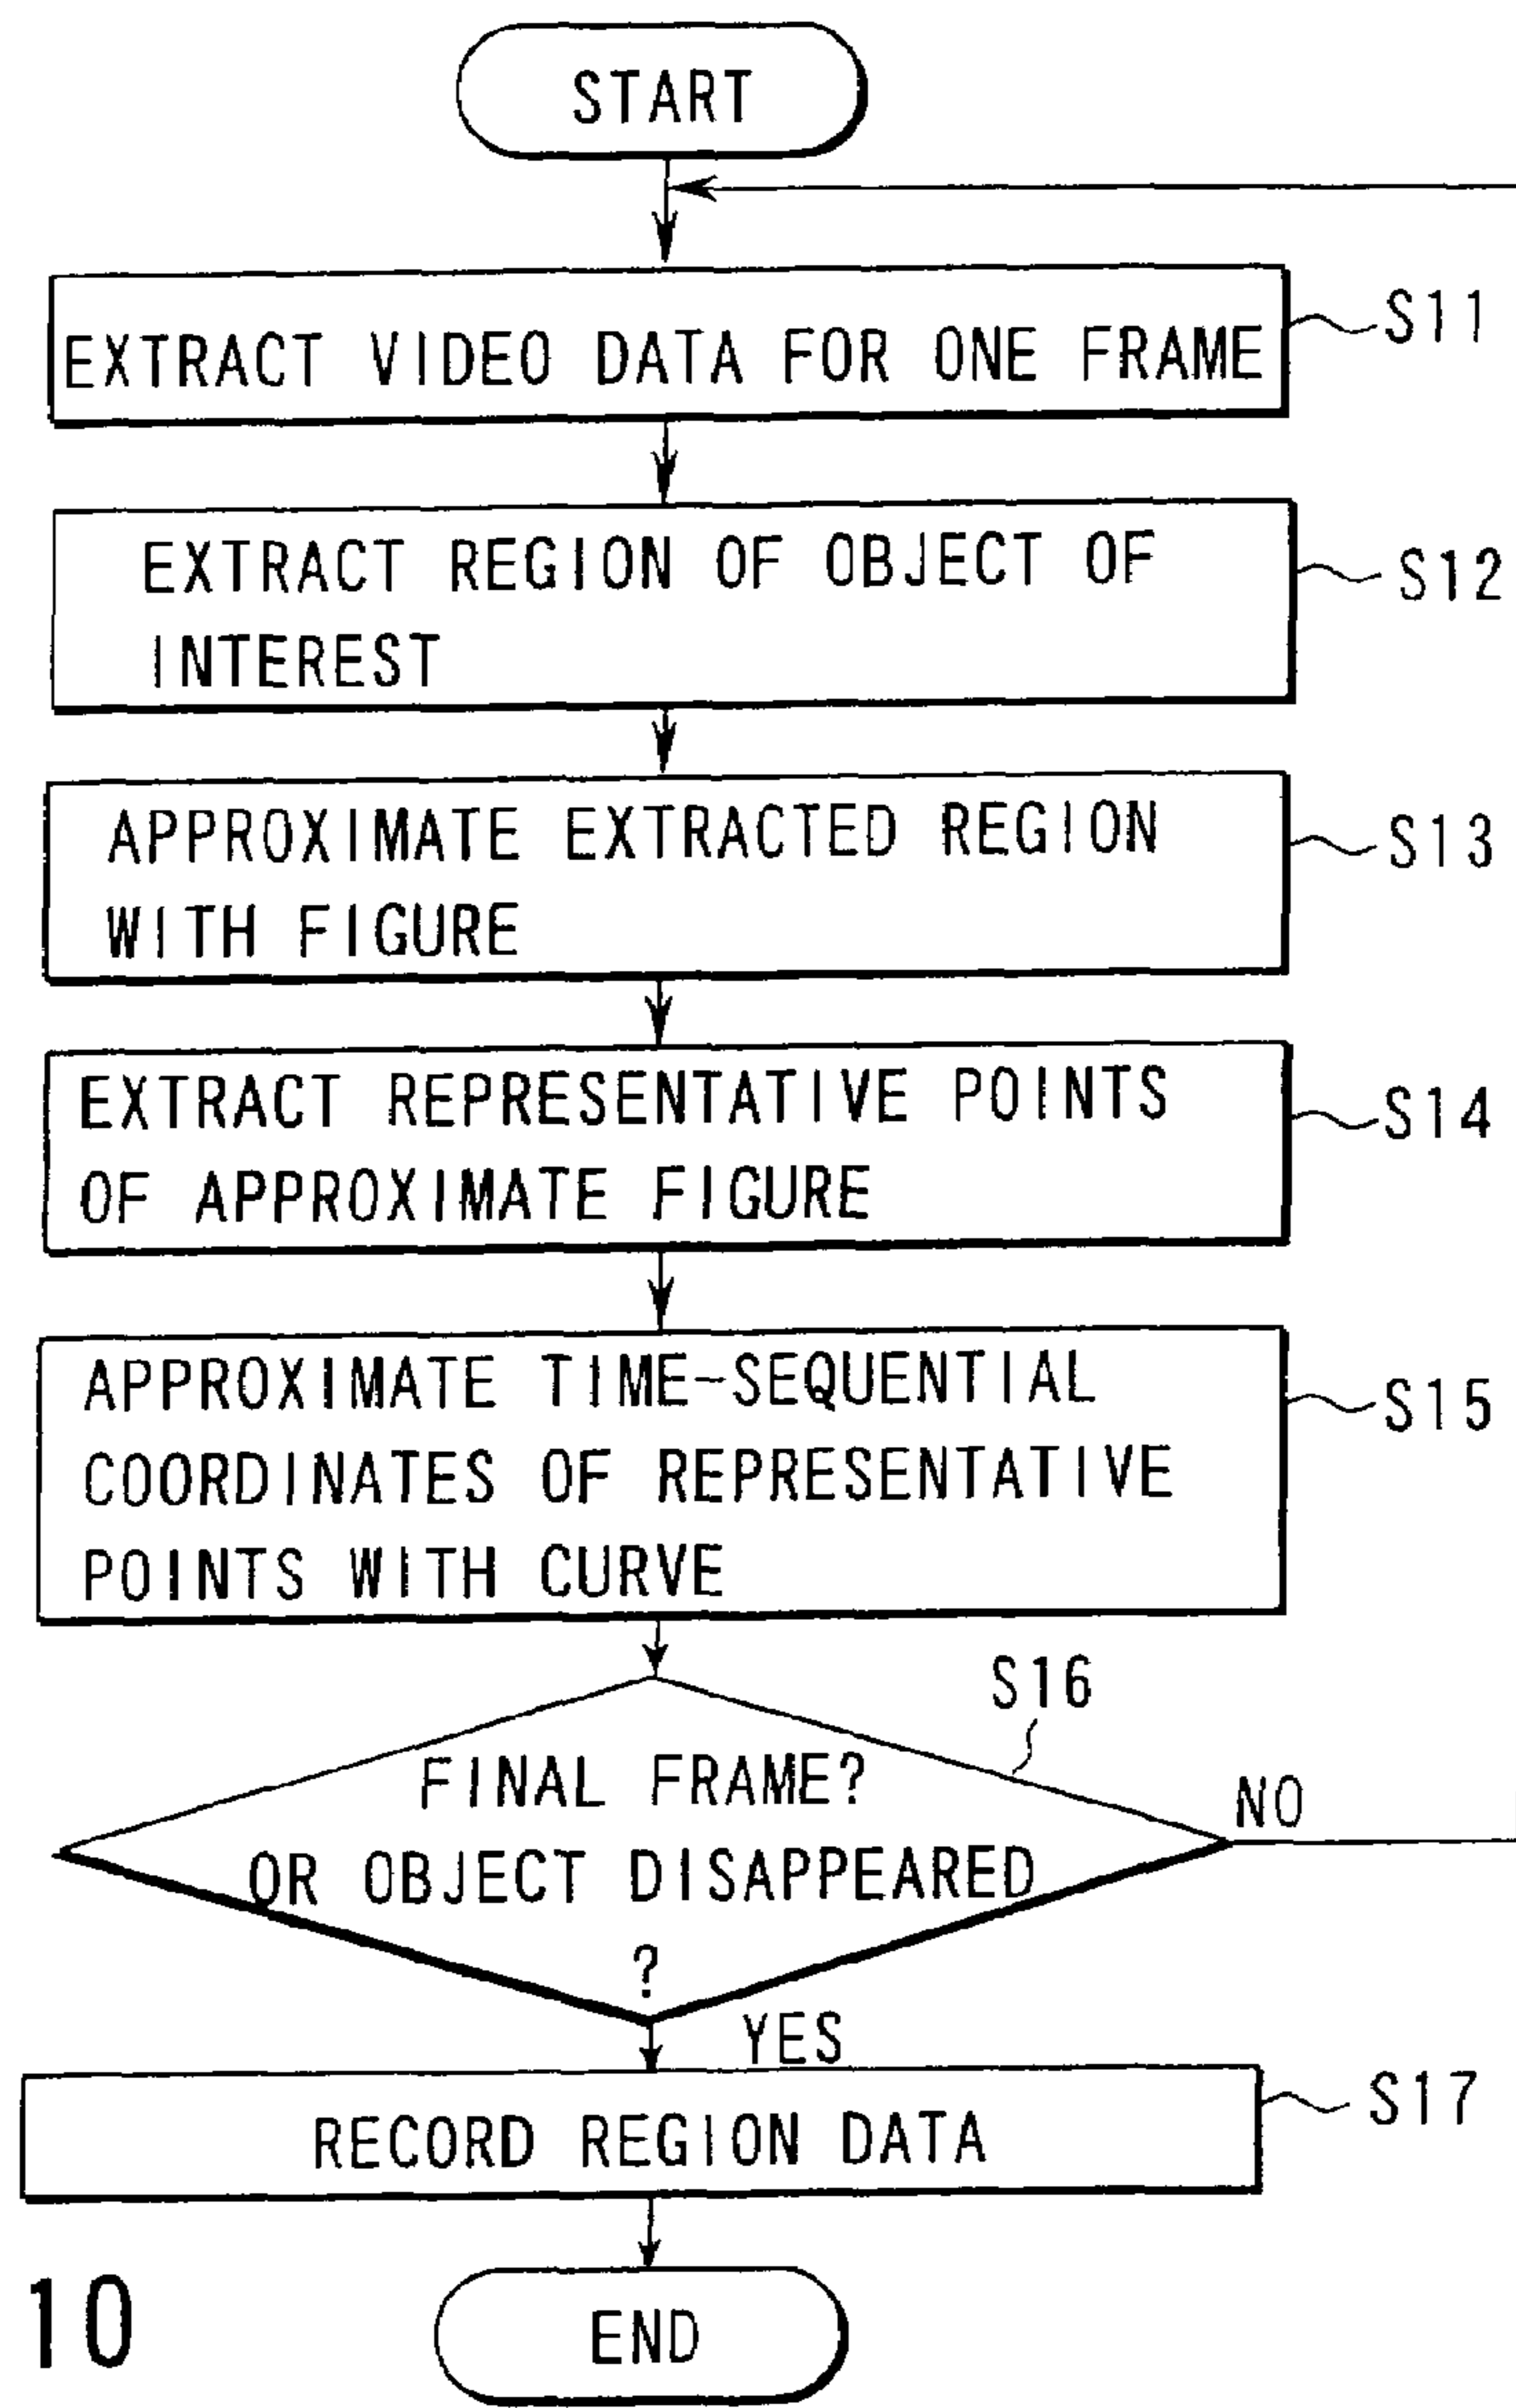 START
EXTRACT VIDEO DATA FOR ONE FRAME
S11
EXTRACT REGION OF OBJECT OF
INTEREST
S12
APPROXIMATE EXTRACTED REGION
WITH FIGURE
S13
EXTRACT REPRESENTATIVE POINTS
OF APPROXIMATE FIGURE
S14
APPROXIMATE TIME-SEQUENTIAL
COORDINATES OF REPRESENTATIVE
POINTS WITH CURVE
S15
S16
FINAL FRAME?
OR OBJECT DISAPPEARED
?
NO
YES
RECORD REGION DATA
S17
END
10